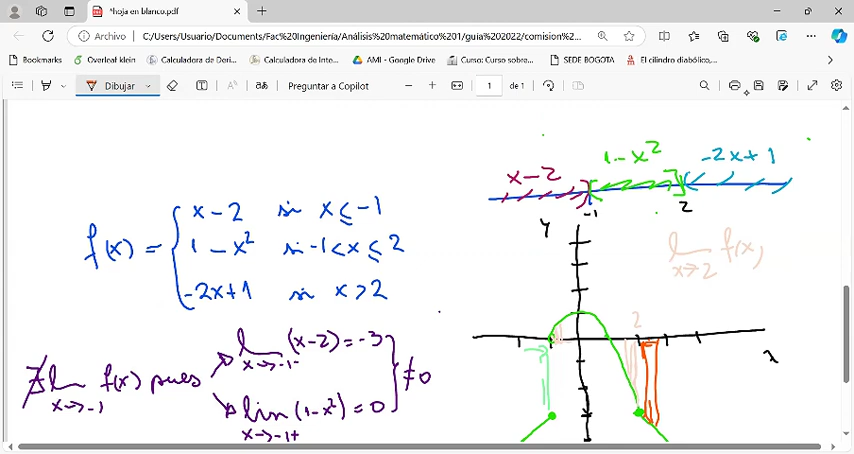 *hoja en blanco.pdf
Archivo C:/Users/Usuario/Documents/Fac%20Ingeniería/Análisis%20matemático%201/guia%202022/comision%2...
Bookmarks Overleaf klein Calculadora de Deri... Calculadora de Inte... AMI - Google Drive Curso: Curso sobre... SEDE BOGOTA El cilindro diabólico,...
Dibujar Preguntar a Copilot 1 de 1
x-2 1-x² -2x+1
-1 2
f(x) = { x-2 si x≤-1
1-x² si -1<x≤2
-2x+1 si x>2
y
lim f(x)
x→2
2
x
∄ lim f(x) pues
x→-1
lim (x-2) = -3
x→-1-
≠0
lim (1-x²) = 0
x→-1+